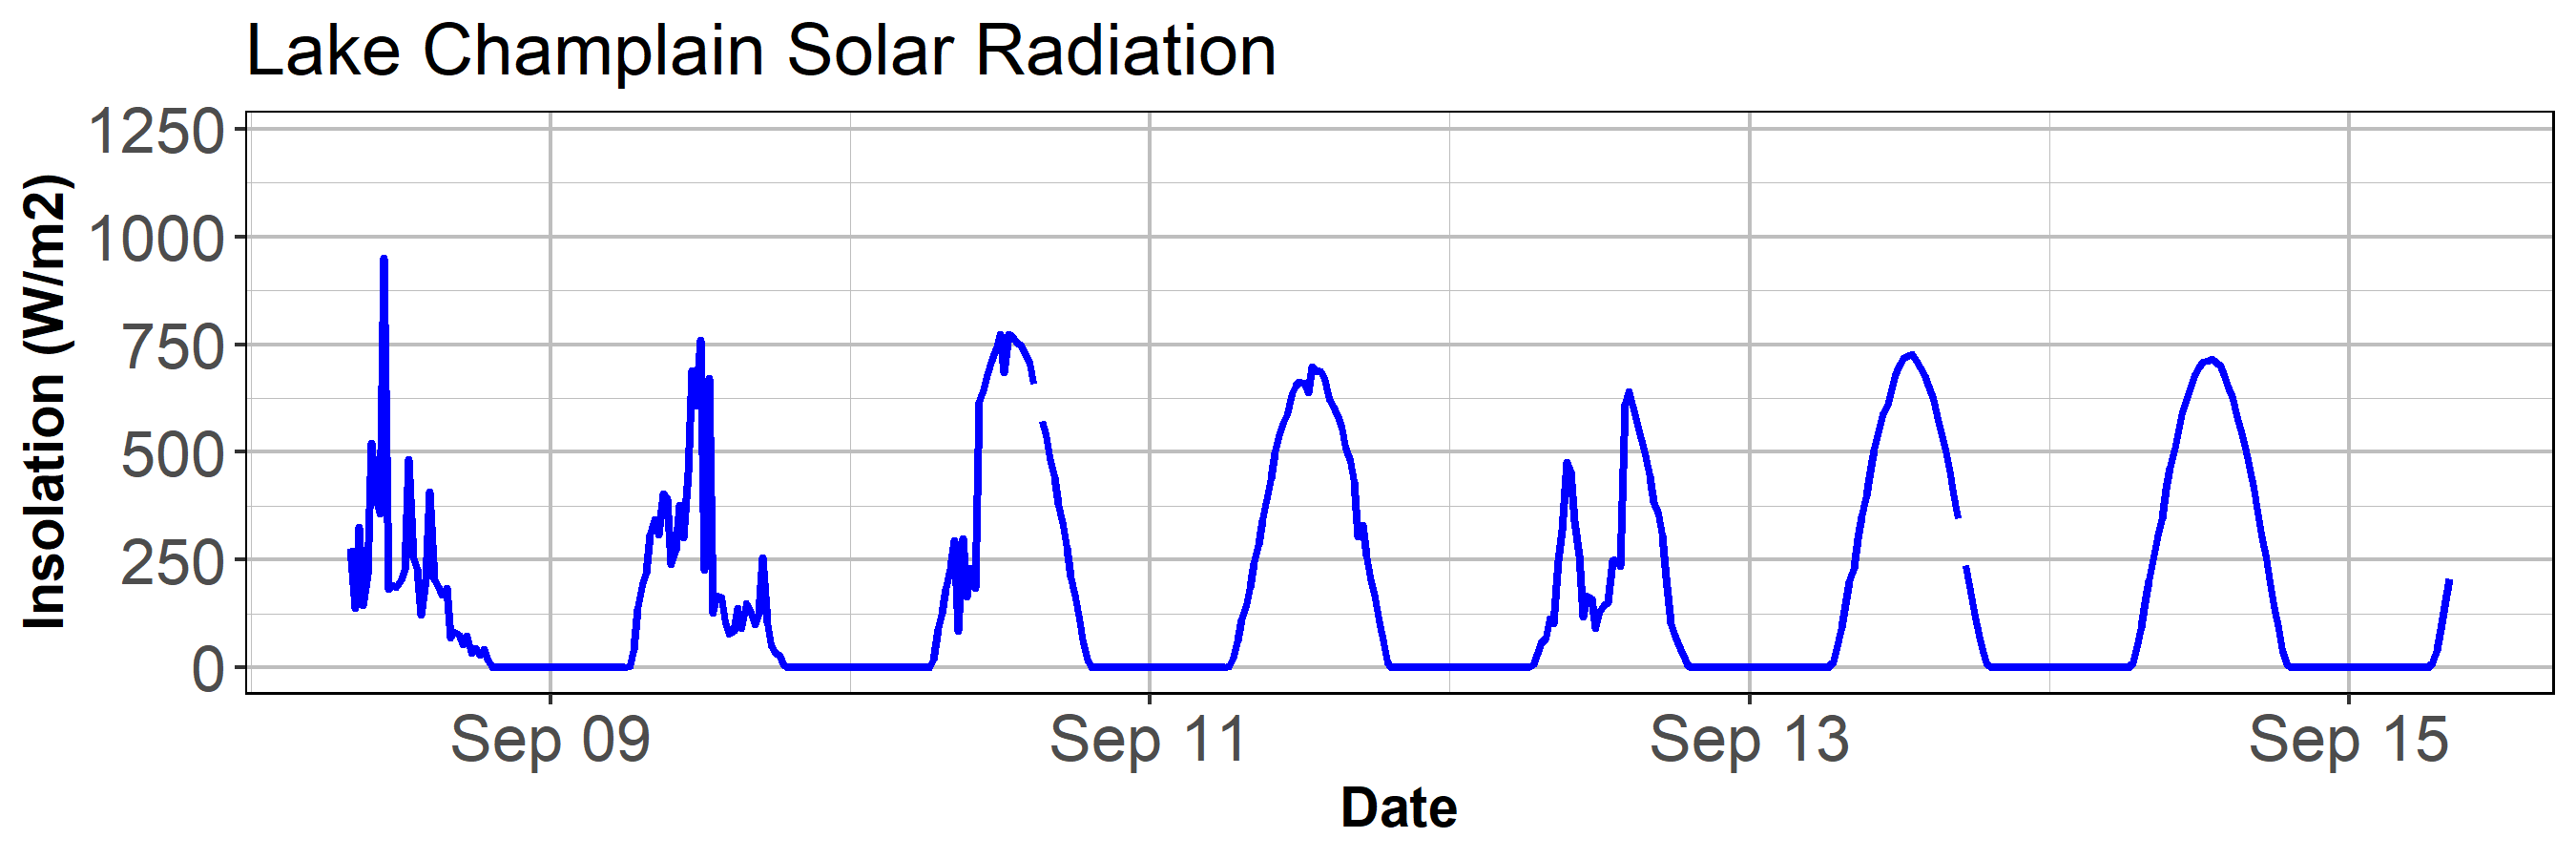 Lake Champlain Solar Radiation
1250
1000
750
500
250
0
Insolation (W/m2)
Sep 09 Sep 11 Sep 13 Sep 15
Date